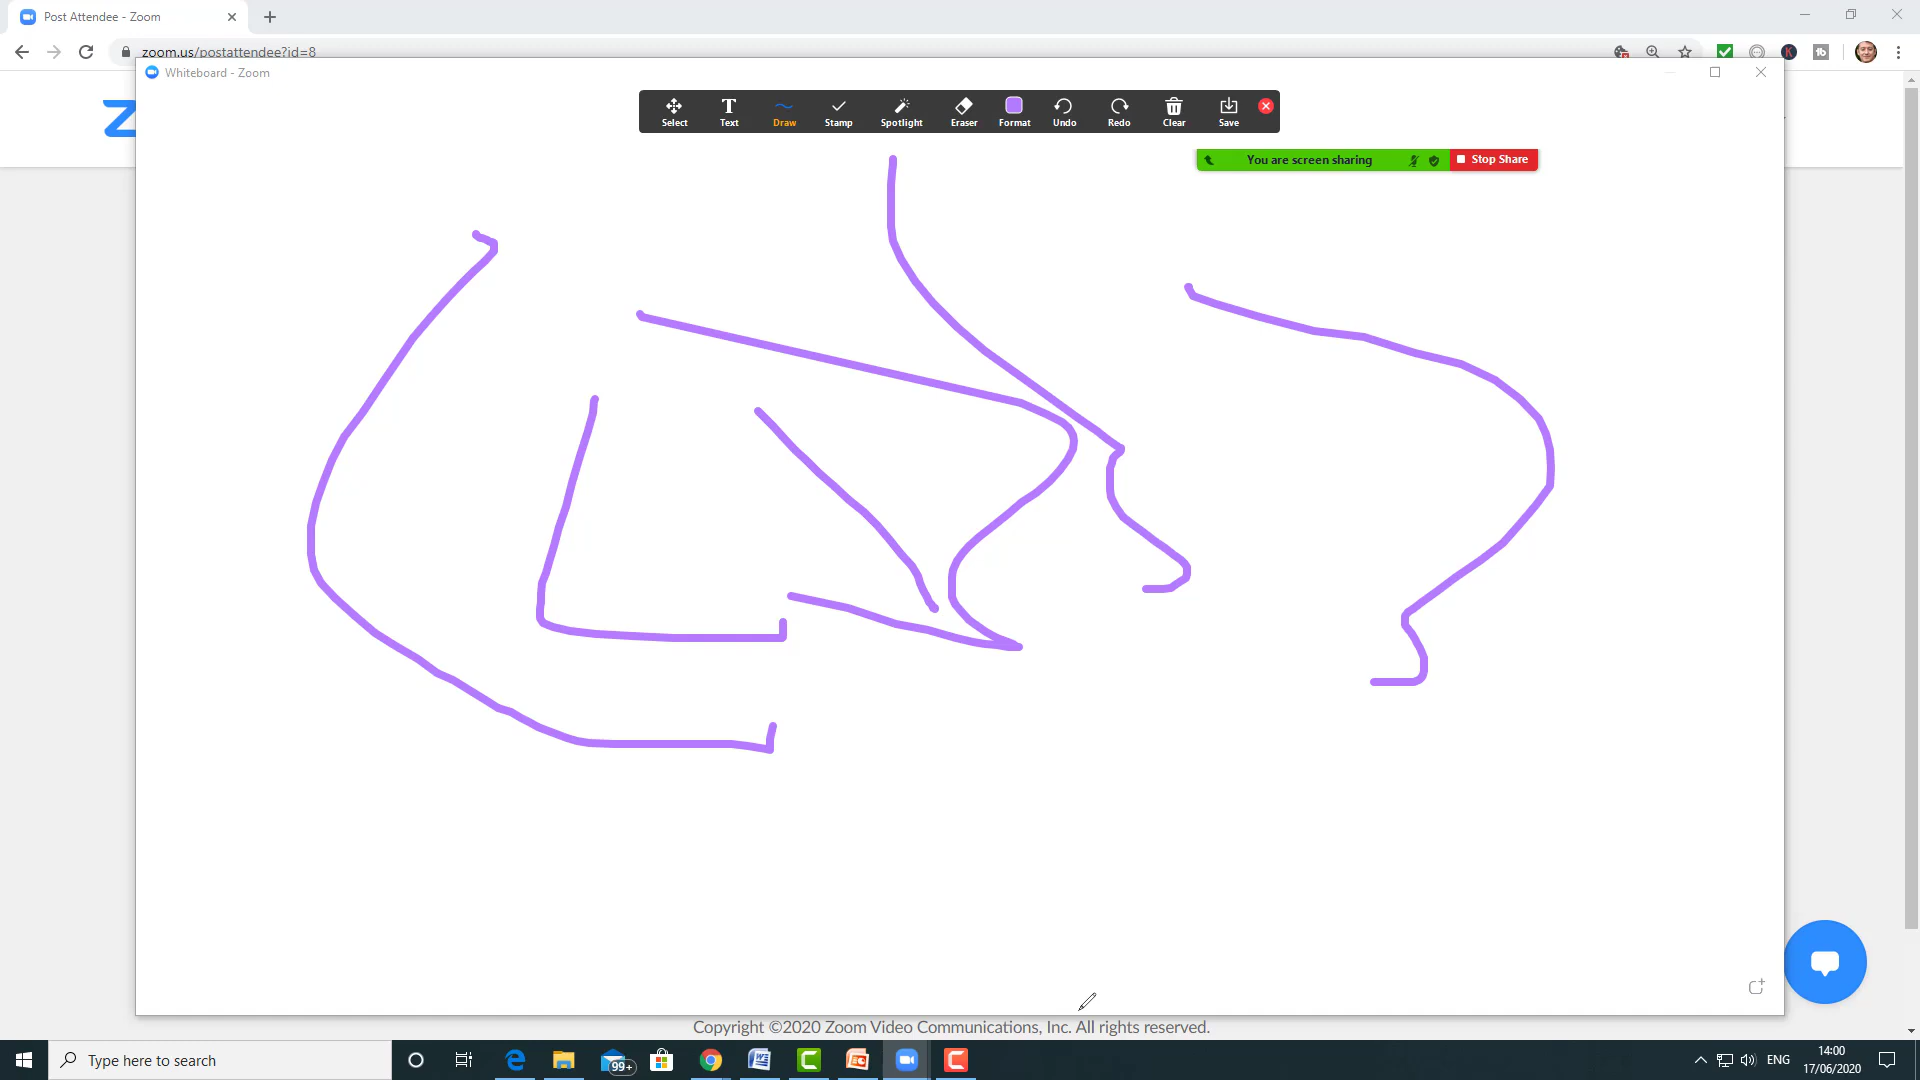 Post Attendee - Zoom
zoom.us/postattendee?id=8
Whiteboard - Zoom
Select Text Draw Stamp Spotlight Eraser Format Undo Redo Clear Save
You are screen sharing Stop Share
Copyright ©2020 Zoom Video Communications, Inc. All rights reserved.
Type here to search
99+
ENG
14:00
17/06/2020